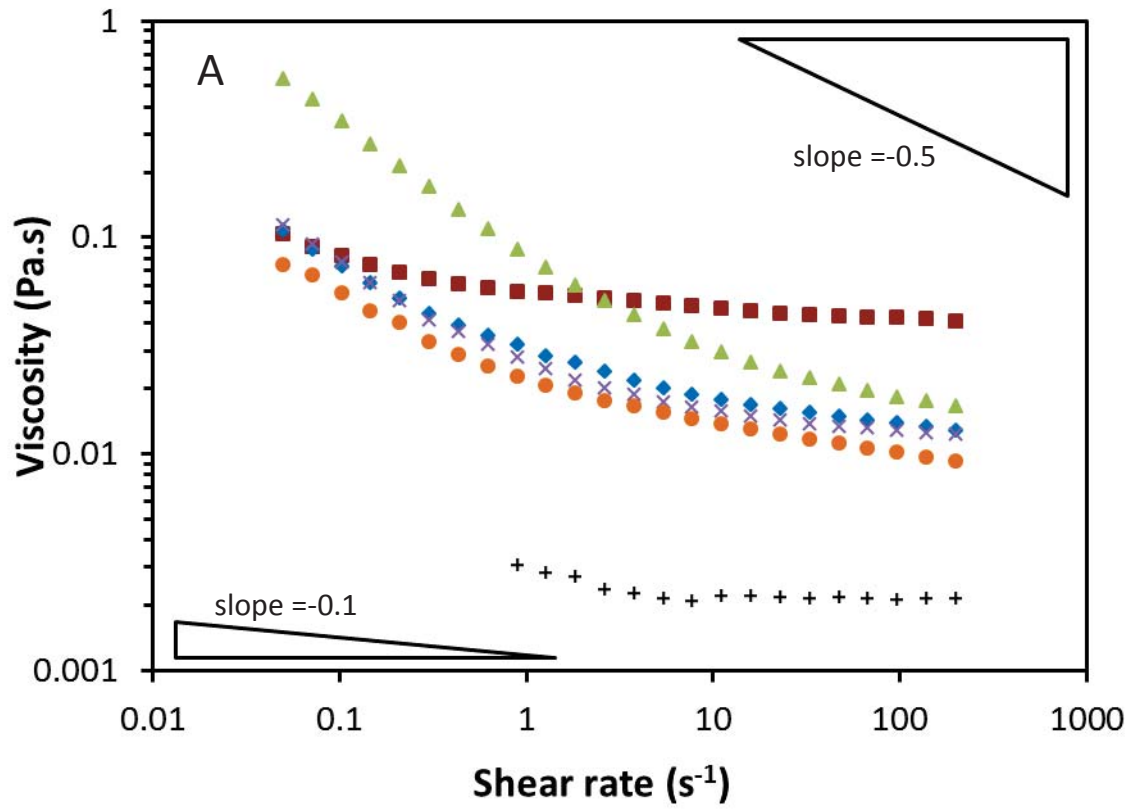 1
A
slope =-0.5
0.1
Viscosity (Pa.s)
0.01
slope =-0.1
0.001
0.01 0.1 1 10 100 1000
Shear rate (s⁻¹)